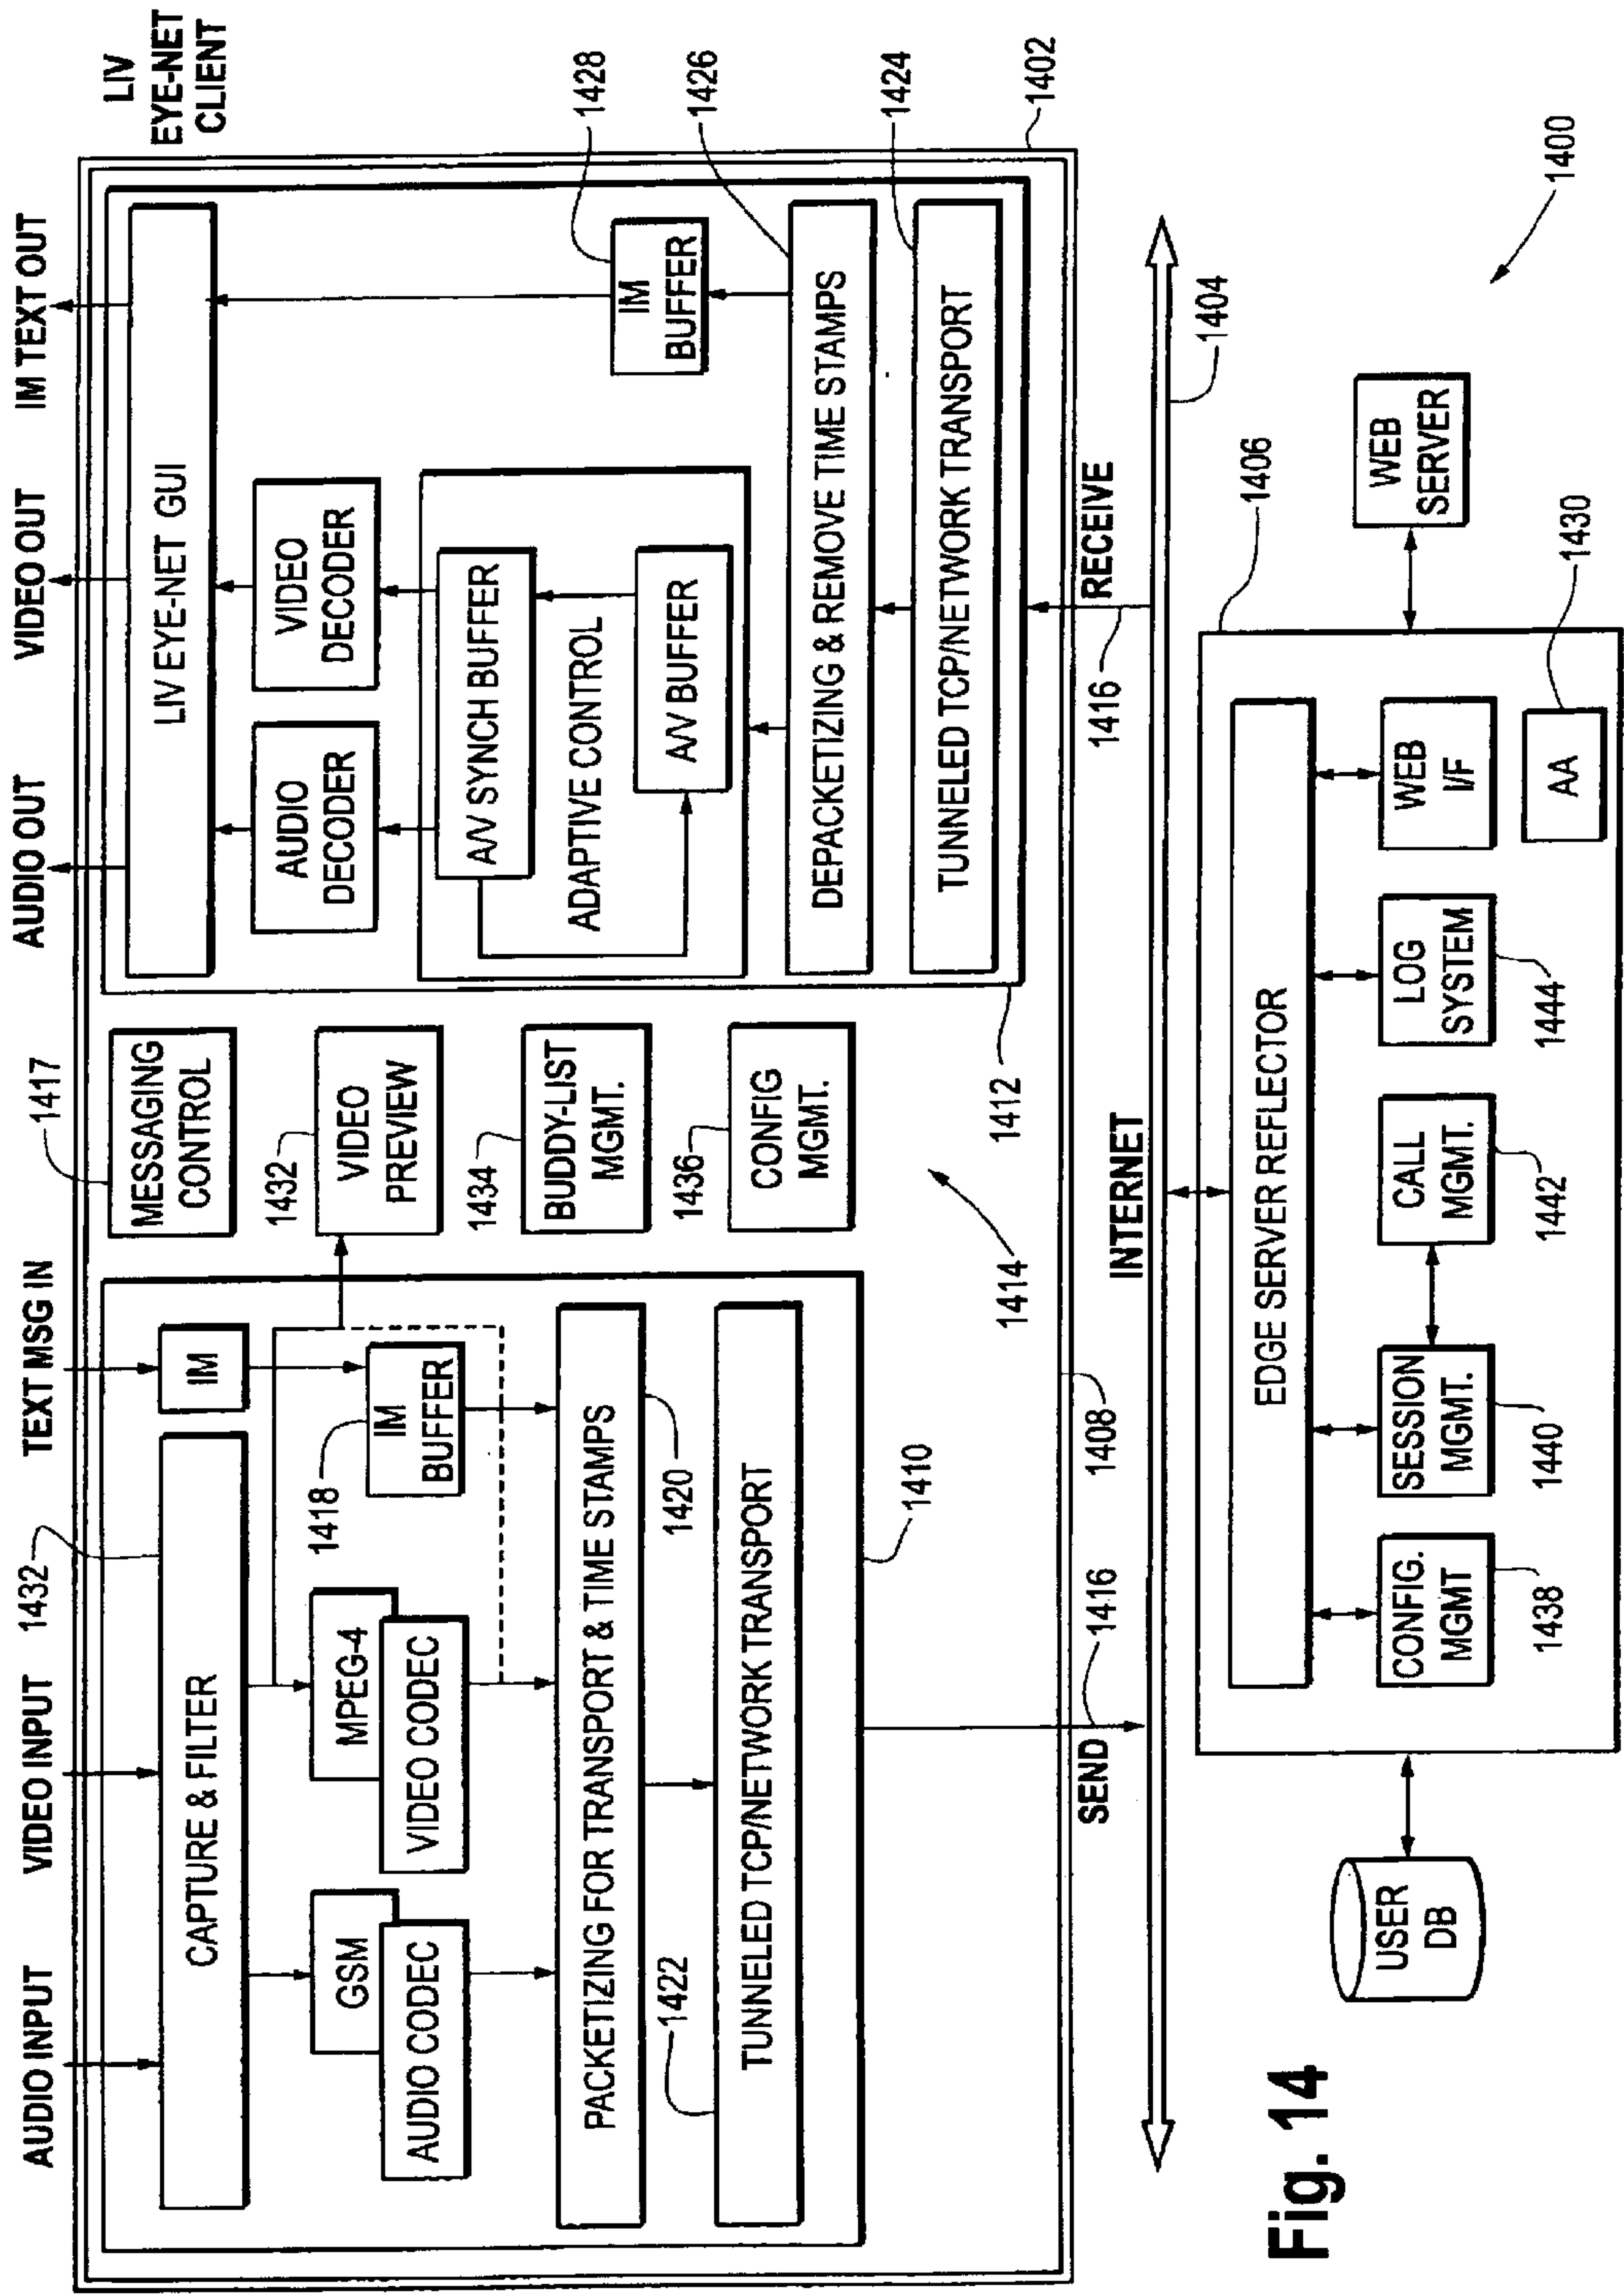 AUDIO INPUT
VIDEO INPUT
1432
TEXT MSG IN
1417
AUDIO OUT
VIDEO OUT
IM TEXT OUT
LIV
EYE-NET
CLIENT
CAPTURE & FILTER
IM
GSM
AUDIO CODEC
MPEG-4
VIDEO CODEC
1418
IM
BUFFER
PACKETIZING FOR TRANSPORT & TIME STAMPS
1420
1422
TUNNELED TCP/NETWORK TRANSPORT
1410
MESSAGING
CONTROL
1432
VIDEO
PREVIEW
1434
BUDDY-LIST
MGMT.
1436
CONFIG
MGMT.
1414
1412
1408
LIV EYE-NET GUI
AUDIO
DECODER
VIDEO
DECODER
A/V SYNCH BUFFER
ADAPTIVE CONTROL
A/V BUFFER
IM
BUFFER
1428
DEPACKETIZING & REMOVE TIME STAMPS
1426
TUNNELED TCP/NETWORK TRANSPORT
1424
1402
SEND
1416
INTERNET
1416
RECEIVE
1404
USER
DB
EDGE SERVER REFLECTOR
1406
CONFIG.
MGMT
1438
SESSION
MGMT.
1440
CALL
MGMT.
1442
LOG
SYSTEM
1444
WEB
I/F
AA
1430
WEB
SERVER
1400
Fig. 14